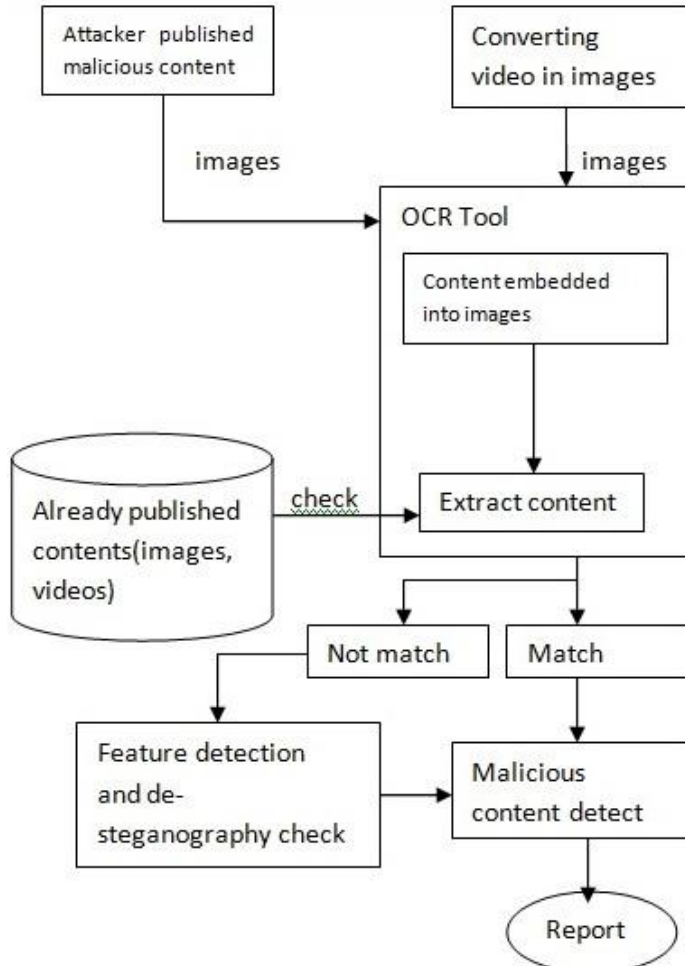 Attacker published
malicious content
Converting
video in images
images
images
OCR Tool
Content embedded
into images
Already published
contents(images,
videos)
check
Extract content
Not match
Match
Feature detection
and de-
steganography check
Malicious
content detect
Report